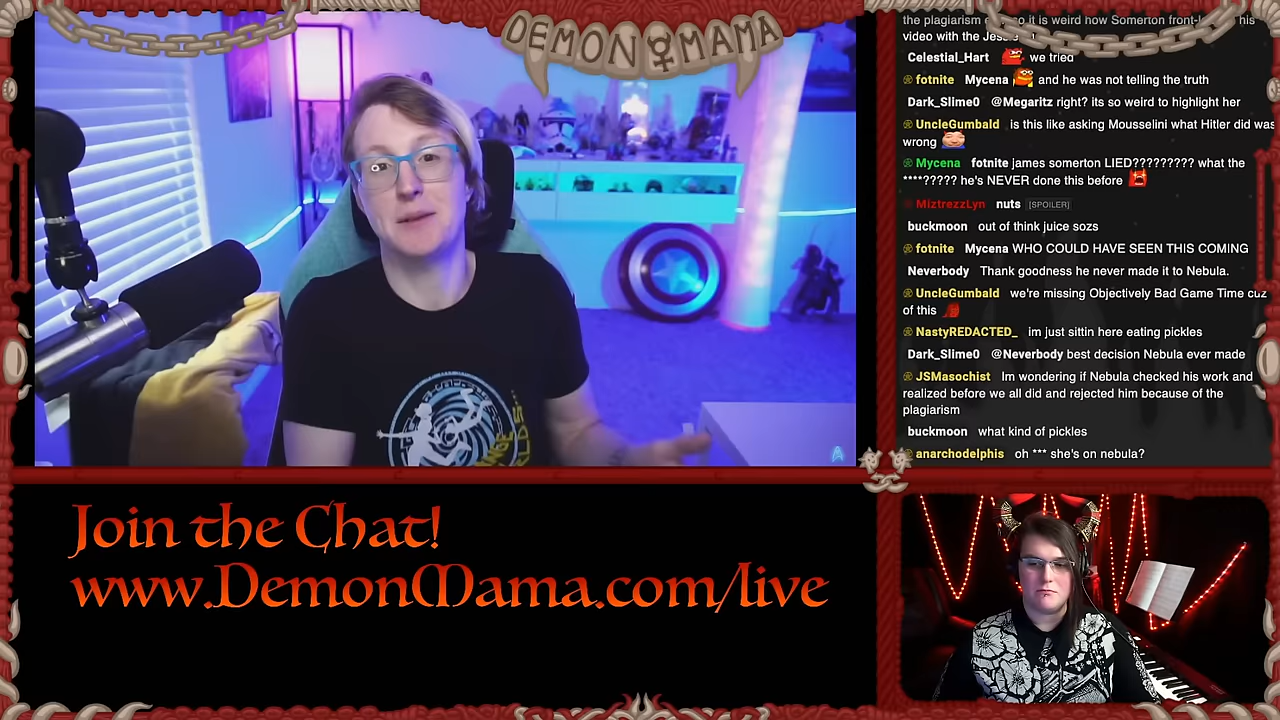 DEMON MAMA
the plagiarism so it is weird how Somerton his
video with the
Celestial_Hart we tried
fotnite Mycena and he was not telling the truth
Dark_Slime0 @Megaritz right? its so weird to highlight her
UncleGumbald is this like asking Mousselini what Hitler did was
wrong
Mycena fotnite james somerton LIED????????? what the
****????? he's NEVER done this before
MiztrezzLyn nuts [SPOILER]
buckmoon out of think juice sozs
fotnite Mycena WHO COULD HAVE SEEN THIS COMING
Neverbody Thank goodness he never made it to Nebula.
UncleGumbald we're missing Objectively Bad Game Time cuz
of this
NastyREDACTED_ im just sittin here eating pickles
Dark_Slime0 @Neverbody best decision Nebula ever made
JSMasochist Im wondering if Nebula checked his work and
realized before we all did and rejected him because of the
plagiarism
buckmoon what kind of pickles
anarchodelphis oh *** she's on nebula?
Join the Chat!
www.DemonMama.com/live